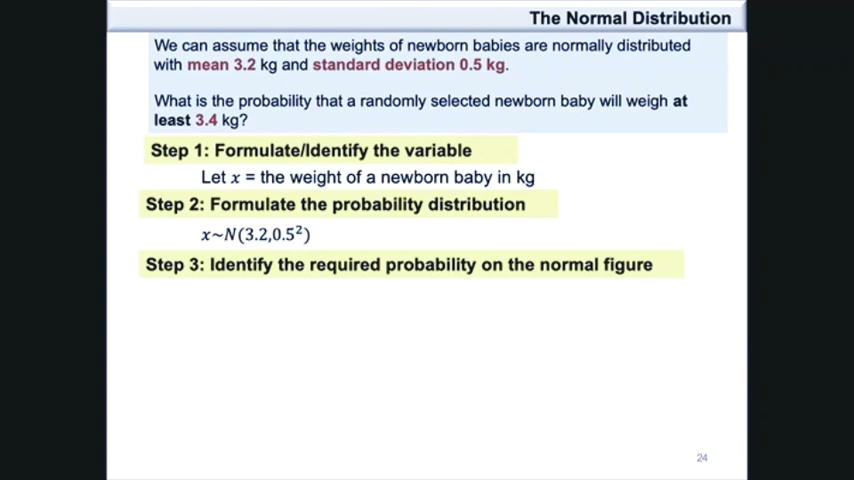 The Normal Distribution
We can assume that the weights of newborn babies are normally distributed
with mean 3.2 kg and standard deviation 0.5 kg.
What is the probability that a randomly selected newborn baby will weigh at
least 3.4 kg?
Step 1: Formulate/Identify the variable
Let x = the weight of a newborn baby in kg
Step 2: Formulate the probability distribution
x~N(3.2,0.5²)
Step 3: Identify the required probability on the normal figure
24